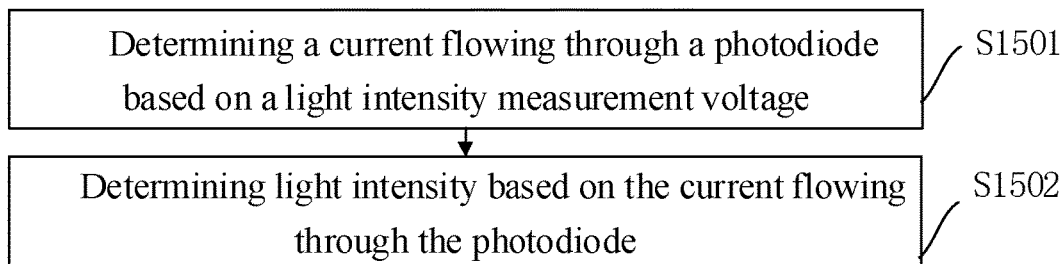 Determining a current flowing through a photodiode
based on a light intensity measurement voltage
S1501
Determining light intensity based on the current flowing
through the photodiode
S1502